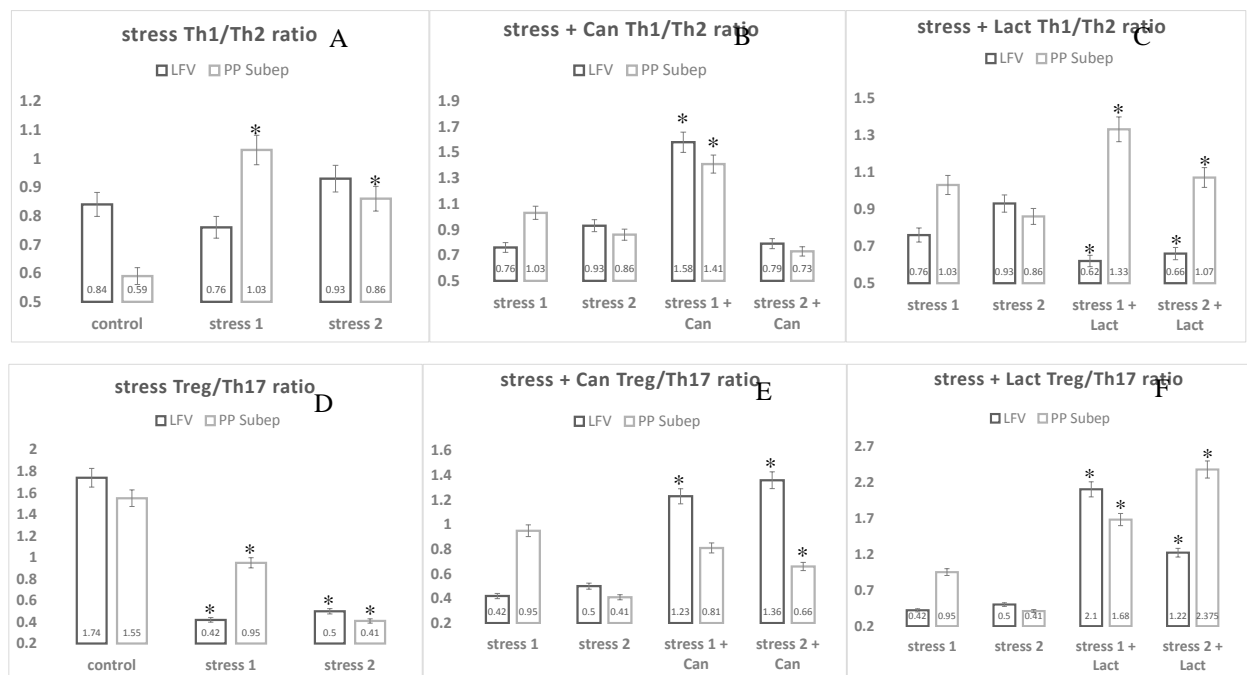 stress Th1/Th2 ratio A
LFV PP Subep
1.2
1.1
1
0.9
0.8
0.7
0.6
0.5
* *
0.84 0.59 0.76 1.03 0.93 0.86
control stress 1 stress 2
stress + Can Th1/Th2 ratio B
LFV PP Subep
1.9
1.7
1.5
1.3
1.1
0.9
0.7
0.5
* *
0.76 1.03 0.93 0.86 1.58 1.41 0.79 0.73
stress 1 stress 2 stress 1 + stress 2 +
Can Can
stress + Lact Th1/Th2 ratio C
LFV PP Subep
1.5
1.3
1.1
0.9
0.7
0.5
* * * *
0.76 1.03 0.93 0.86 0.62 1.33 0.66 1.07
stress 1 stress 2 stress 1 + stress 2 +
Lact Lact
stress Treg/Th17 ratio D
LFV PP Subep
2
1.8
1.6
1.4
1.2
1
0.8
0.6
0.4
0.2
* * * *
1.74 1.55 0.42 0.95 0.5 0.41
control stress 1 stress 2
stress + Can Treg/Th17 ratio E
LFV PP Subep
1.6
1.4
1.2
1
0.8
0.6
0.4
0.2
* * *
0.42 0.95 0.5 0.41 1.23 0.81 1.36 0.66
stress 1 stress 2 stress 1 + stress 2 +
Can Can
stress + Lact Treg/Th17 ratio F
LFV PP Subep
2.7
2.2
1.7
1.2
0.7
0.2
* * * *
0.42 0.95 0.5 0.41 2.1 1.68 1.22 2.375
stress 1 stress 2 stress 1 + stress 2 +
Lact Lact